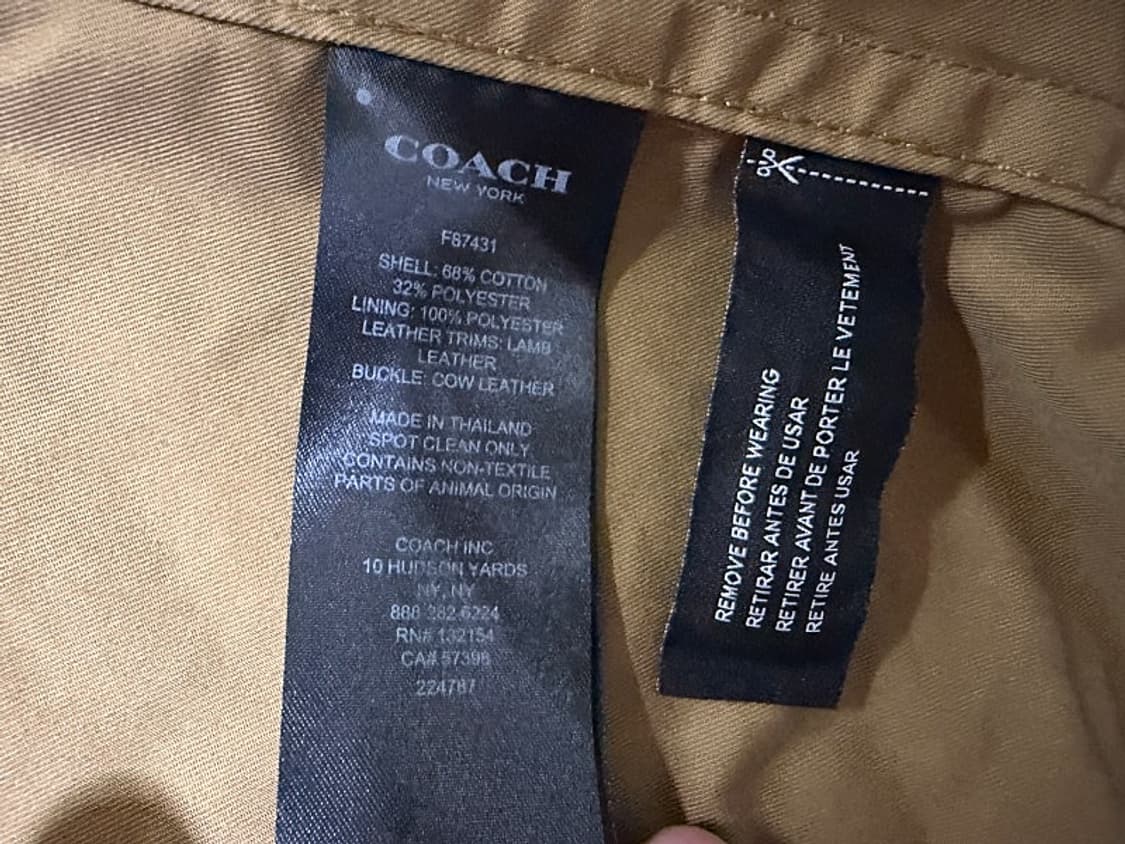 COACH
NEW YORK
F87431
SHELL: 68% COTTON
32% POLYESTER
LINING: 100% POLYESTER
LEATHER TRIMS: LAMB
LEATHER
BUCKLE: COW LEATHER
MADE IN THAILAND
SPOT CLEAN ONLY
CONTAINS NON-TEXTILE
PARTS OF ANIMAL ORIGIN
COACH INC
10 HUDSON YARDS
NY, NY
888 382-6224
RN# 132154
CA# 57398
224787
REMOVE BEFORE WEARING
RETIRAR ANTES DE USAR
RETIRER AVANT DE PORTER LE VETEMENT
RETIRE ANTES USAR